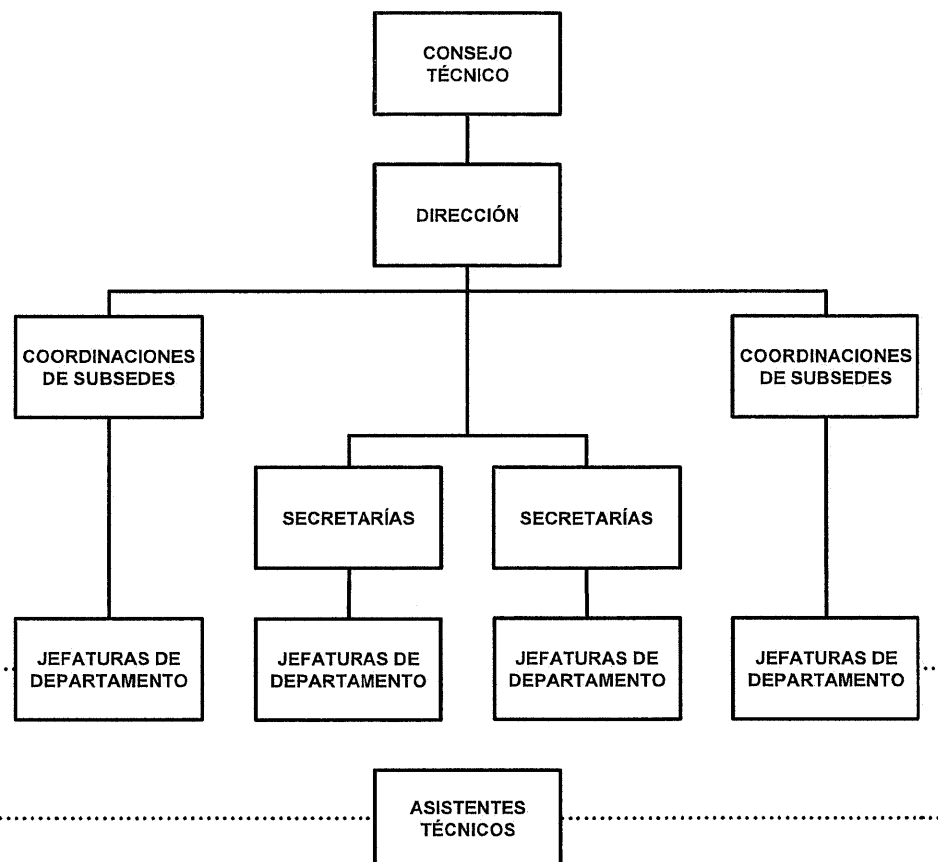 CONSEJO
TÉCNICO
DIRECCIÓN
COORDINACIONES
DE SUBSEDES
COORDINACIONES
DE SUBSEDES
SECRETARÍAS
SECRETARÍAS
JEFATURAS DE
DEPARTAMENTO
JEFATURAS DE
DEPARTAMENTO
JEFATURAS DE
DEPARTAMENTO
JEFATURAS DE
DEPARTAMENTO
ASISTENTES
TÉCNICOS